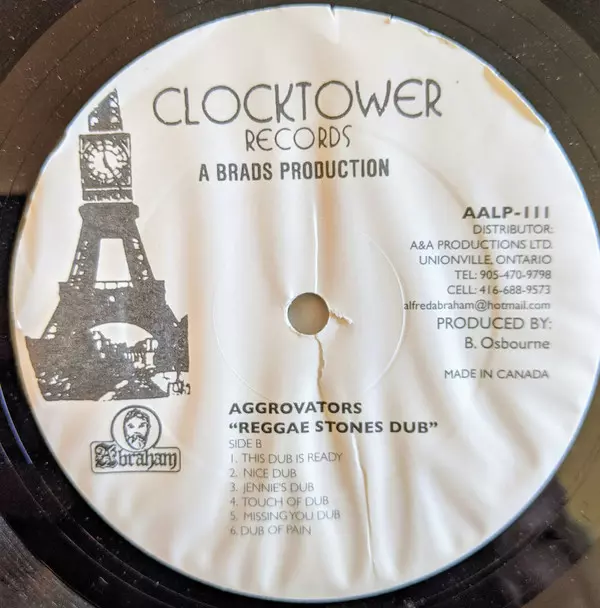 CLOCKTOWER
RECORDS
A BRADS PRODUCTION
AALP-111
DISTRIBUTOR:
A&A PRODUCTIONS LTD.
UNIONVILLE, ONTARIO
TEL: 905-470-9798
CELL: 416-688-9573
alfredabraham@hotmail.com
PRODUCED BY:
B. Osbourne
MADE IN CANADA
Abraham
AGGROVATORS
"REGGAE STONES DUB"
SIDE B
1. THIS DUB IS READY
2. NICE DUB
3. JENNIE'S DUB
4. TOUCH OF DUB
5. MISSING YOU DUB
6. DUB OF PAIN